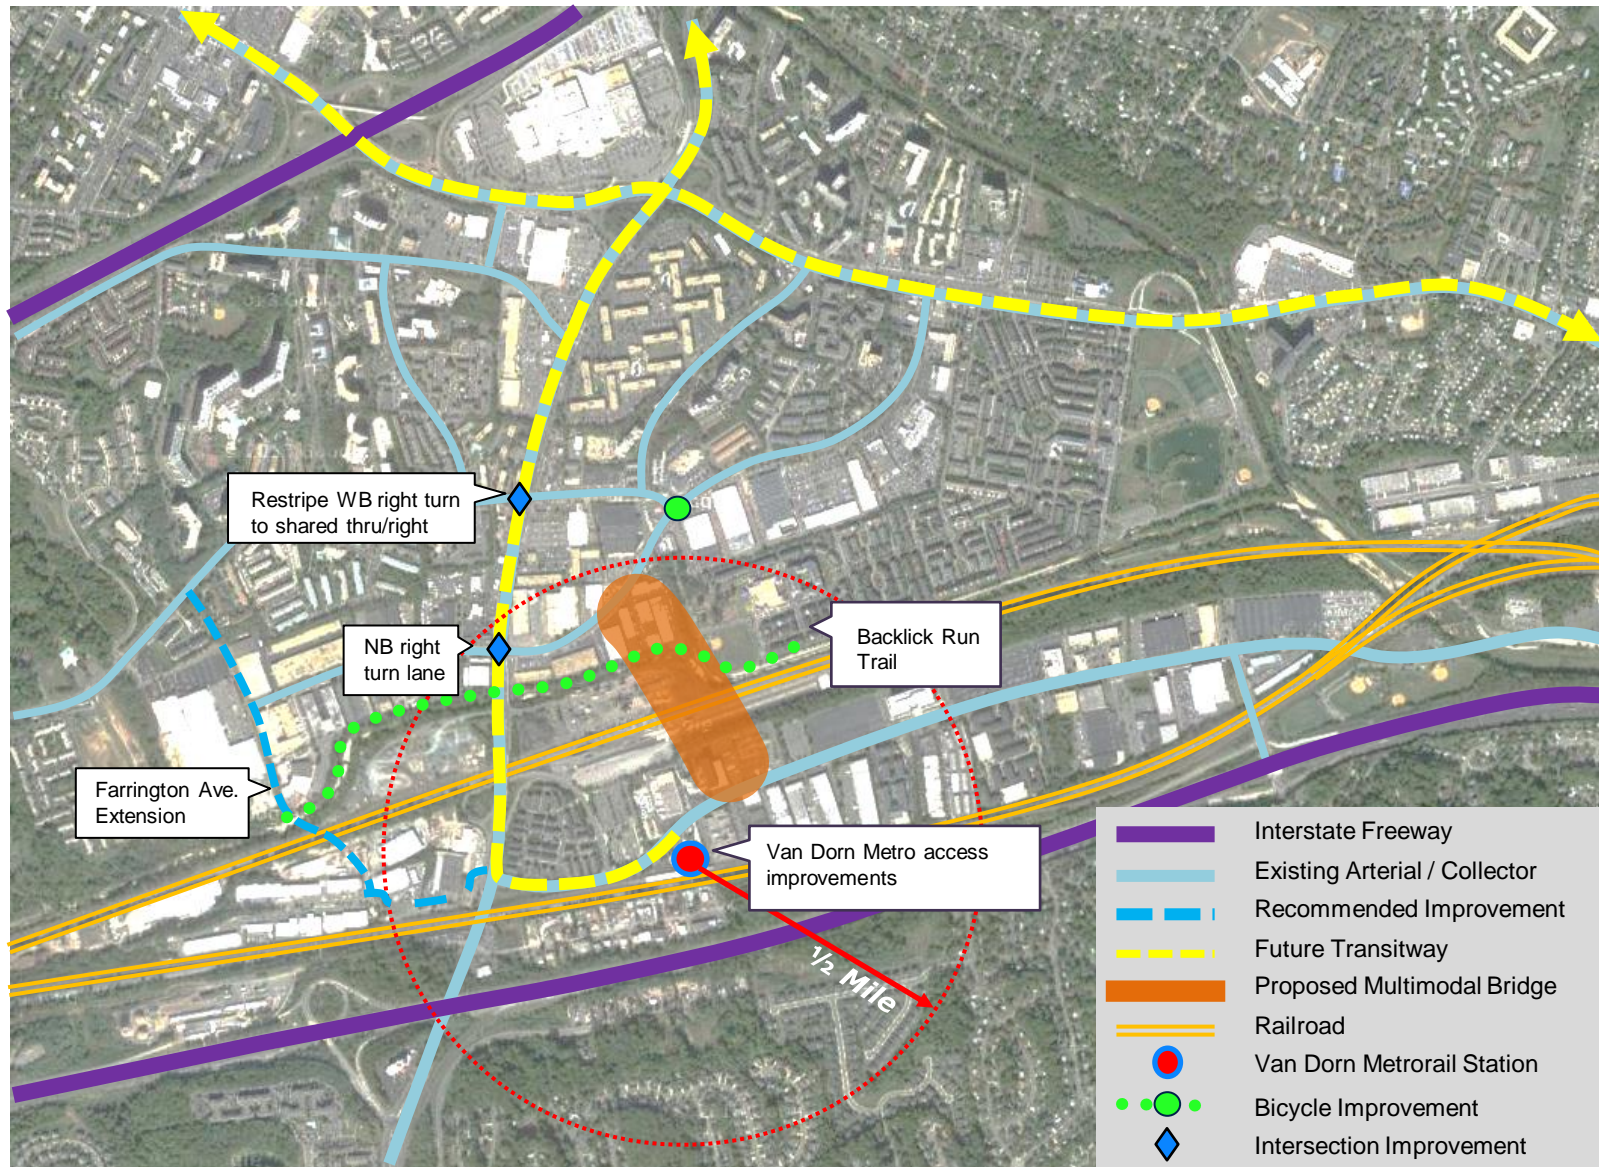 Restripe WB right turn
to shared thru/right
NB right
turn lane
Backlick Run
Trail
Farrington Ave.
Extension
Van Dorn Metro access
improvements
½ Mile
Interstate Freeway
Existing Arterial / Collector
Recommended Improvement
Future Transitway
Proposed Multimodal Bridge
Railroad
Van Dorn Metrorail Station
Bicycle Improvement
Intersection Improvement